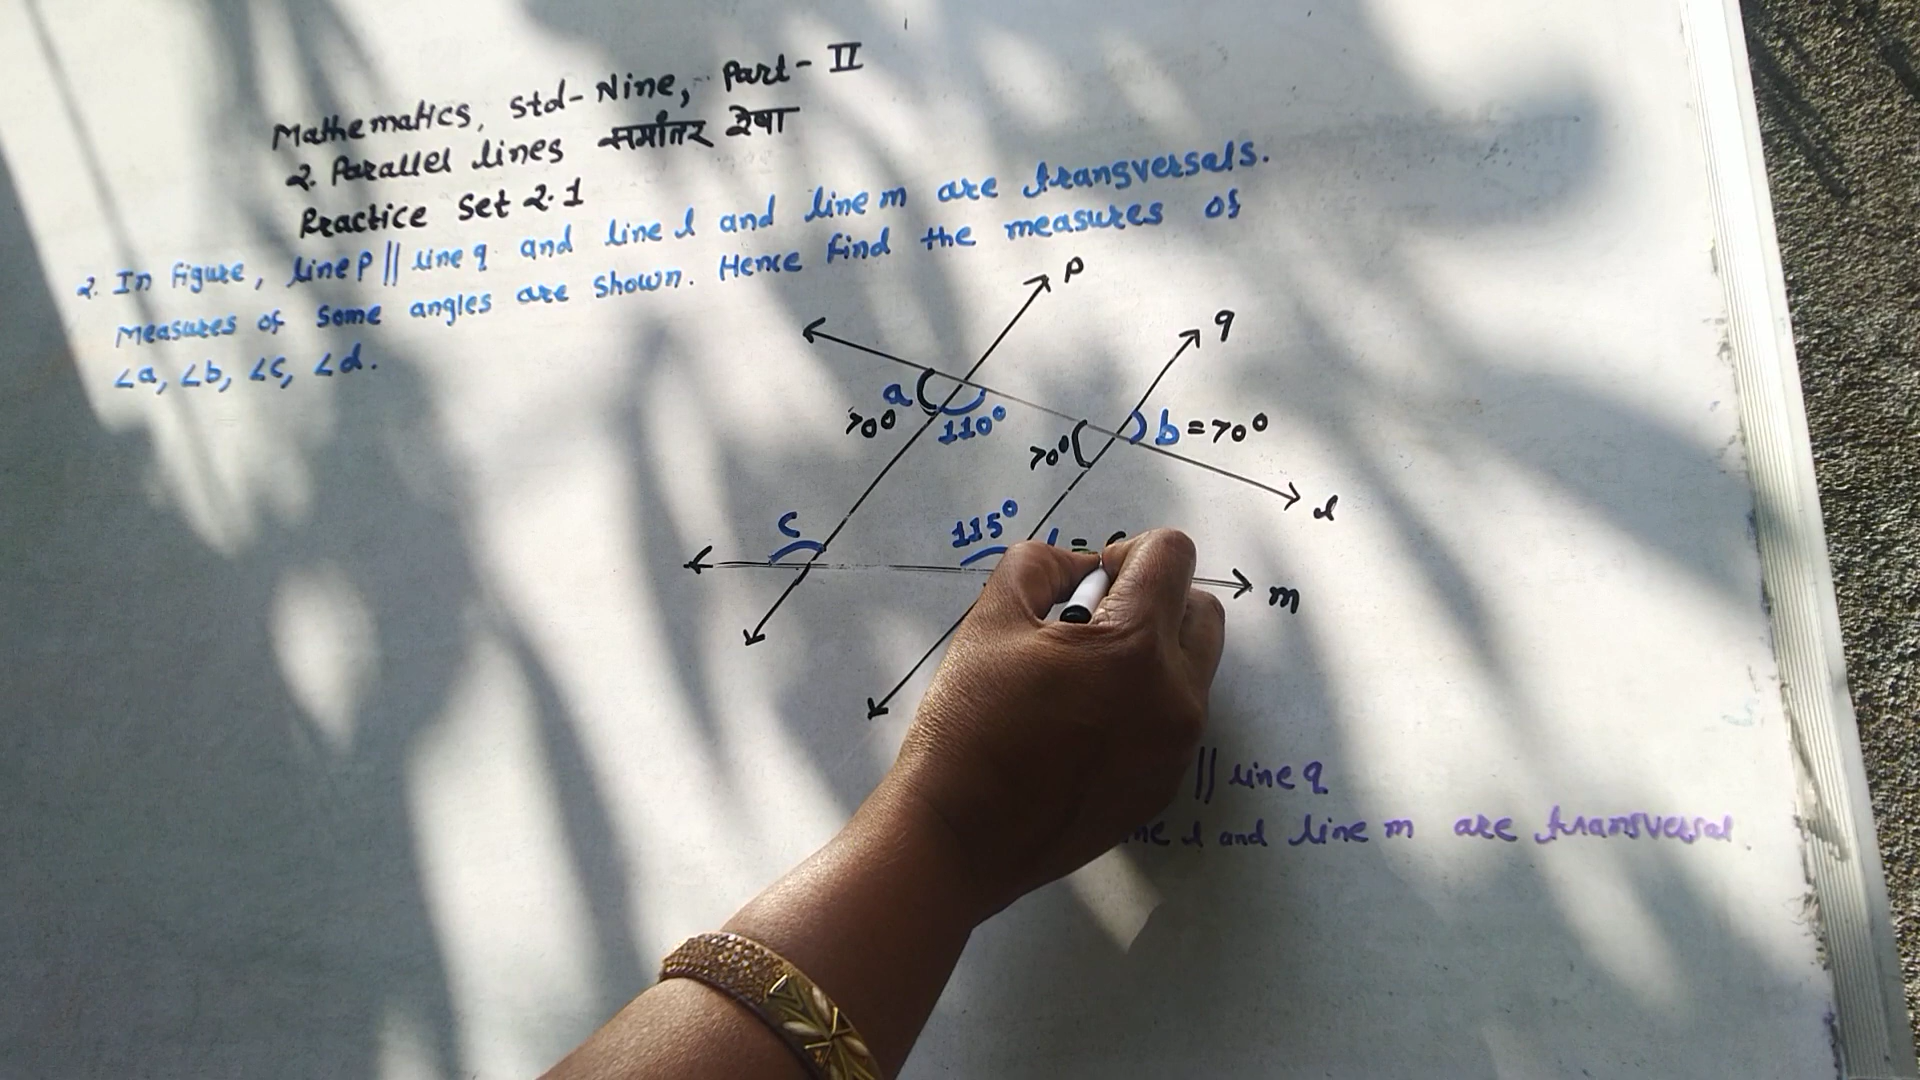 Mathematics, Std-Nine, Part-II
2. Parallel lines समांतर रेषा
Practice Set 2.1
2. In figure, line p || line q and line l and line m are transversals.
Measures of some angles are shown. Hence find the measures of
∠a, ∠b, ∠c, ∠d.
p
q
a
70°
110°
70°
b = 70°
l
c
115°
m
|| line q
l and line m are transversal.